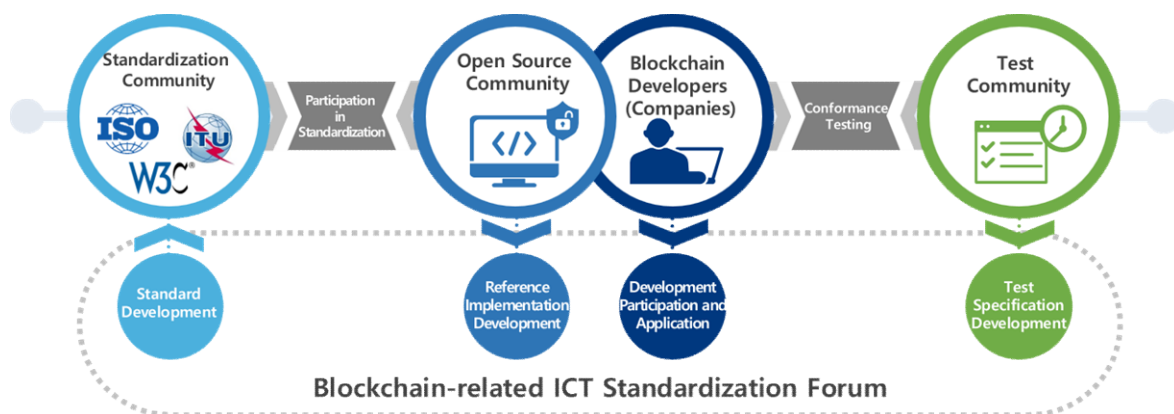 Standardization
Community
ISO
ITU
W3C®
Participation
in
Standardization
Open Source
Community
</>
Blockchain
Developers
(Companies)
Conformance
Testing
Test
Community
Standard
Development
Reference
Implementation
Development
Development
Participation and
Application
Test
Specification
Development
Blockchain-related ICT Standardization Forum